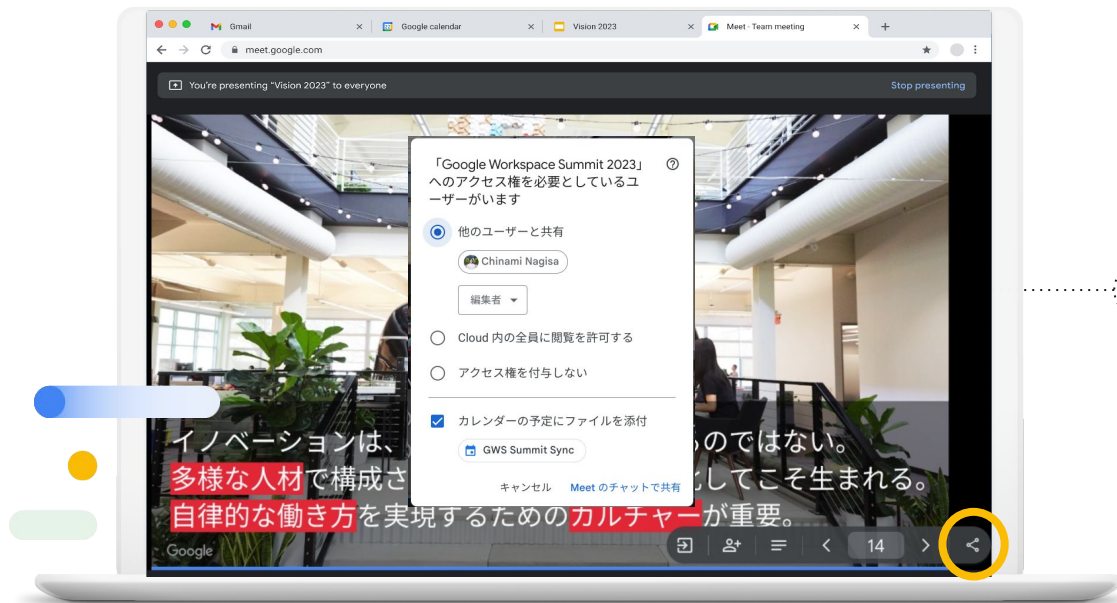 Gmail
Google calendar
Vision 2023
Meet - Team meeting
meet.google.com
You're presenting "Vision 2023" to everyone
Stop presenting
「Google Workspace Summit 2023」
へのアクセス権を必要としているユ
ーザーがいます
他のユーザーと共有
Chinami Nagisa
編集者
Cloud 内の全員に閲覧を許可する
アクセス権を付与しない
カレンダーの予定にファイルを添付
GWS Summit Sync
キャンセル Meet のチャットで共有
イノベーションは、 のではない。
多様な人材で構成さ してこそ生まれる。
自律的な働き方を実現するためのカルチャーが重要。
Google
14